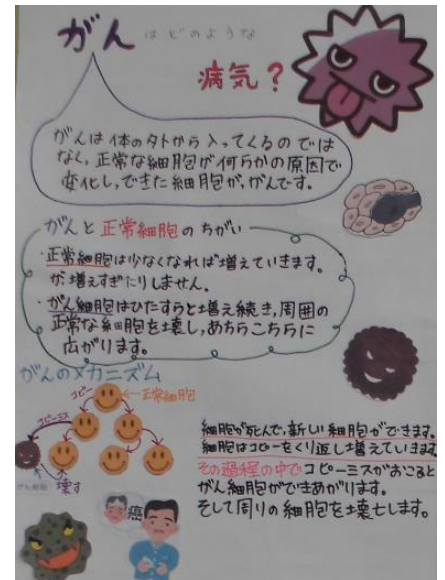 がん はどのような
病気？
がんは体の外から入ってくるのでは
なく、正常な細胞が何らかの原因で
変化し、できた細胞が、がんです。
がんと正常細胞のちがい
・正常細胞は少なくなれば増えていきます。
が、増えすぎたりしません。
・がん細胞はひたすらと増え続き、周囲の
正常な細胞を壊し、あちらこちらに
広がります。
がんのメカニズム
コピー
←正常細胞
コピーミス
がん細胞
壊す
癌
細胞が死んで、新しい細胞ができます。
細胞はコピーをくり返し増えていきます。
その過程の中でコピーミスがおこると
がん細胞ができあがります。
そして周りの細胞を壊七します。